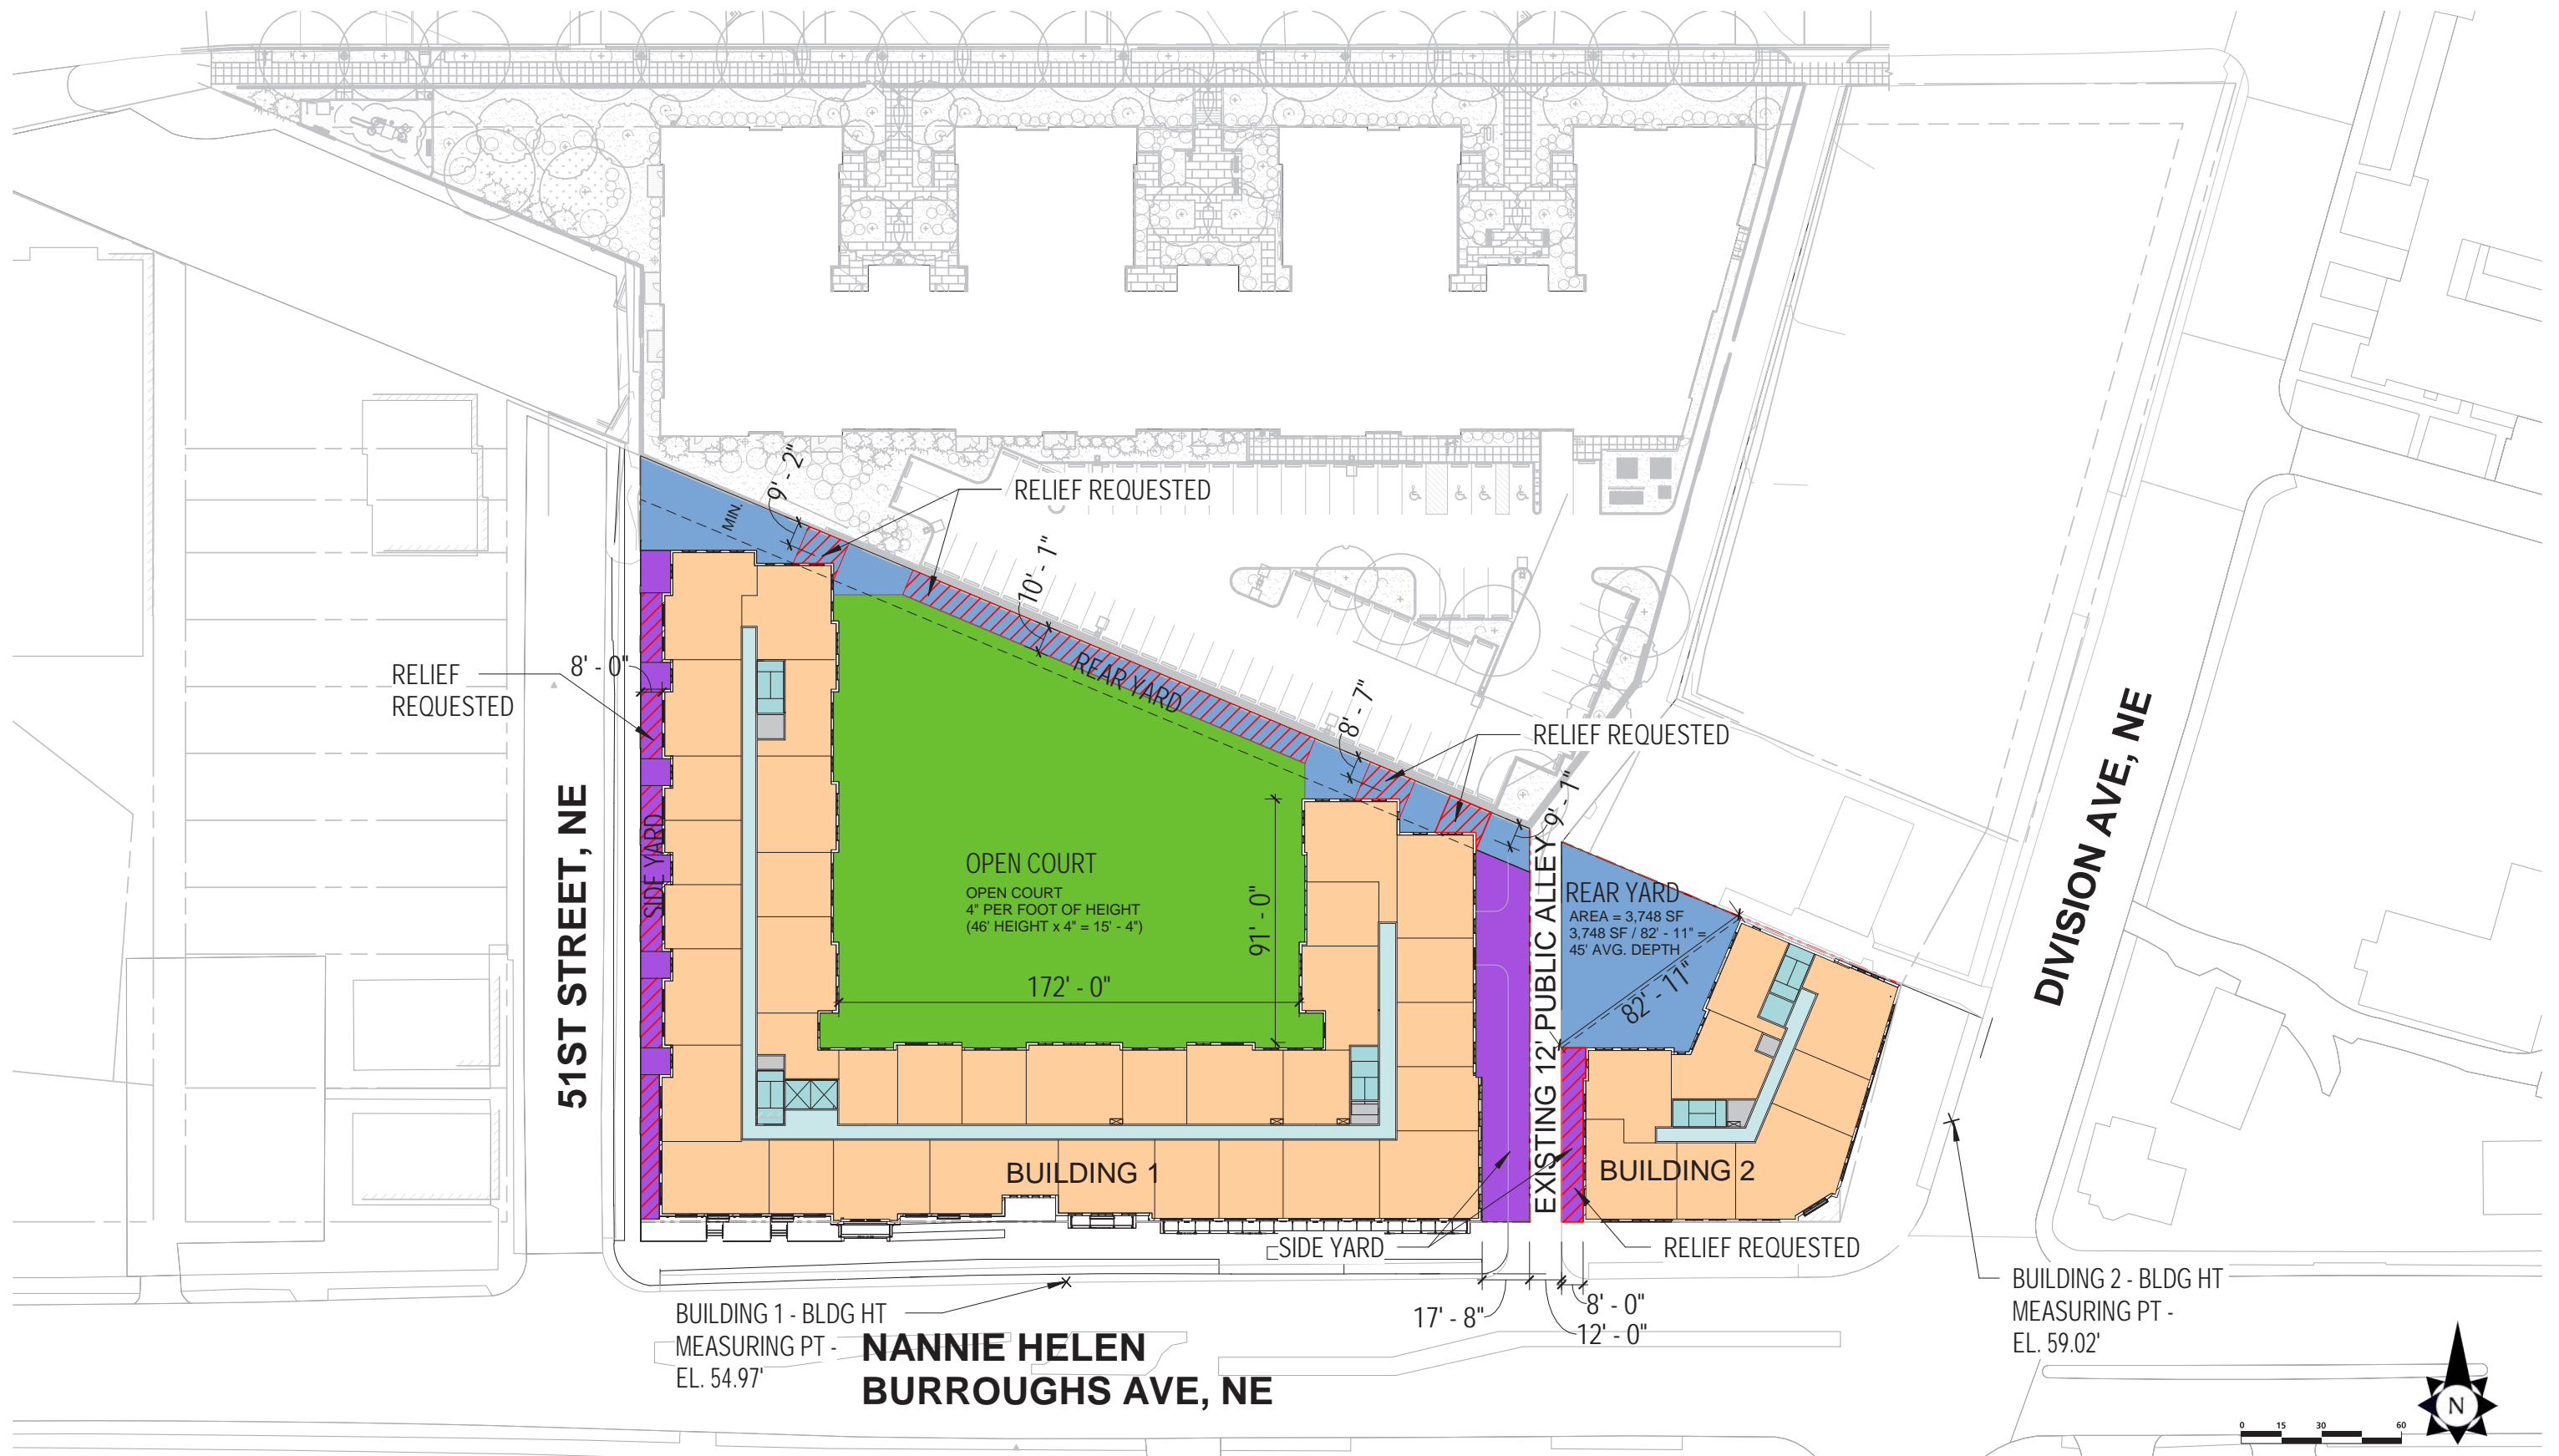 9' - 2"
RELIEF REQUESTED
MIN.
10' - 1"
RELIEF
REQUESTED
8' - 0"
REAR YARD
8' - 7"
RELIEF REQUESTED
9' - 1"
51ST STREET, NE
SIDE YARD
OPEN COURT
OPEN COURT
4" PER FOOT OF HEIGHT
(46' HEIGHT x 4" = 15' - 4")
91' - 0"
172' - 0"
EXISTING 12' PUBLIC ALLEY
REAR YARD
AREA = 3,748 SF
3,748 SF / 82' - 11" =
45' AVG. DEPTH
82' - 11"
DIVISION AVE, NE
BUILDING 1
BUILDING 2
SIDE YARD
RELIEF REQUESTED
17' - 8"
8' - 0"
12' - 0"
BUILDING 1 - BLDG HT
MEASURING PT -
EL. 54.97'
NANNIE HELEN
BURROUGHS AVE, NE
BUILDING 2 - BLDG HT
MEASURING PT -
EL. 59.02'
N
0 15 30 60